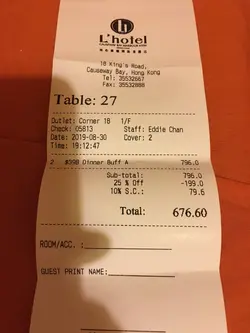 L'hotel
18 King's Road,
Causeway Bay, Hong Kong
Tel: 35532667
Fax: 35532888
Table: 27
Outlet: Corner 18 1/F
Check: 05813 Staff: Eddie Chan
Date: 2019-08-30 Cover: 2
Time: 19:12:47
2 @398 Dinner Buff A 796.0
Sub-total: 796.0
25 % Off -199.0
10% S.C.: 79.6
Total: 676.60
ROOM/ACC. :
GUEST PRINT NAME: